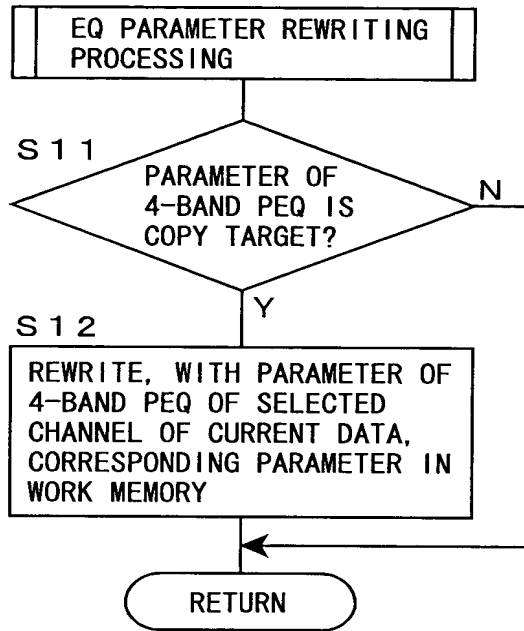 EQ PARAMETER REWRITING
PROCESSING
S11
PARAMETER OF
4-BAND PEQ IS
COPY TARGET?
N
Y
S12
REWRITE, WITH PARAMETER OF
4-BAND PEQ OF SELECTED
CHANNEL OF CURRENT DATA,
CORRESPONDING PARAMETER IN
WORK MEMORY
RETURN